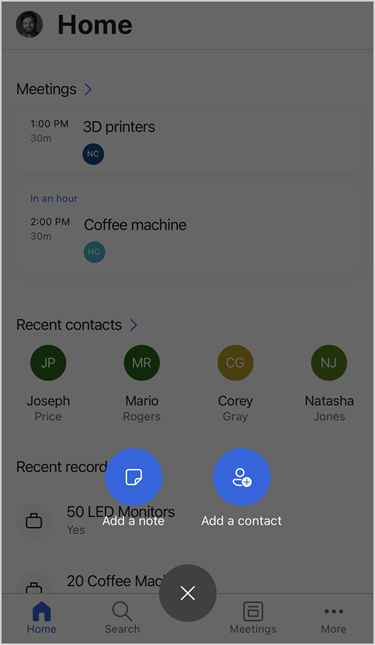 Home
Meetings
1:00 PM
3D printers
30m
NC
In an hour
2:00 PM
Coffee machine
30m
HC
Recent contacts
JP MR CG NJ
Joseph Mario Corey Natasha
Price Rogers Gray Jones
Recent record
50 LED Monitors
Yes
Add a note Add a contact
20 Coffee
Home Search Meetings More